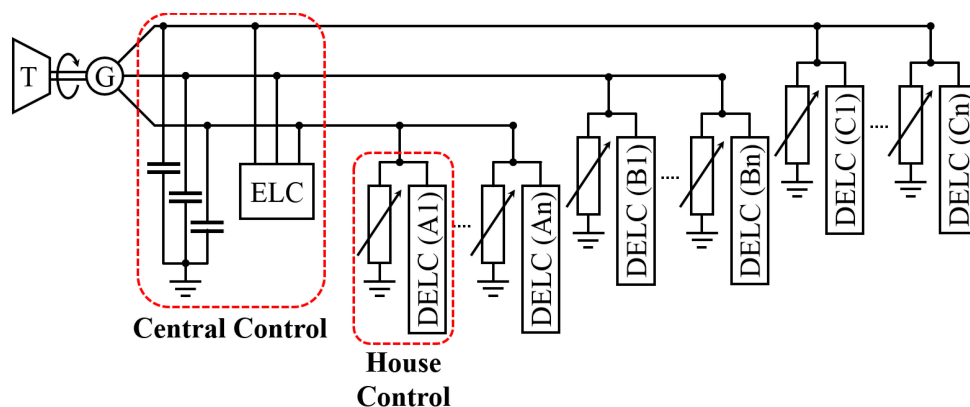 T
G
ELC
DELC (A1)
....
DELC (An)
DELC (B1)
....
DELC (Bn)
DELC (C1)
....
DELC (Cn)
Central Control
House
Control